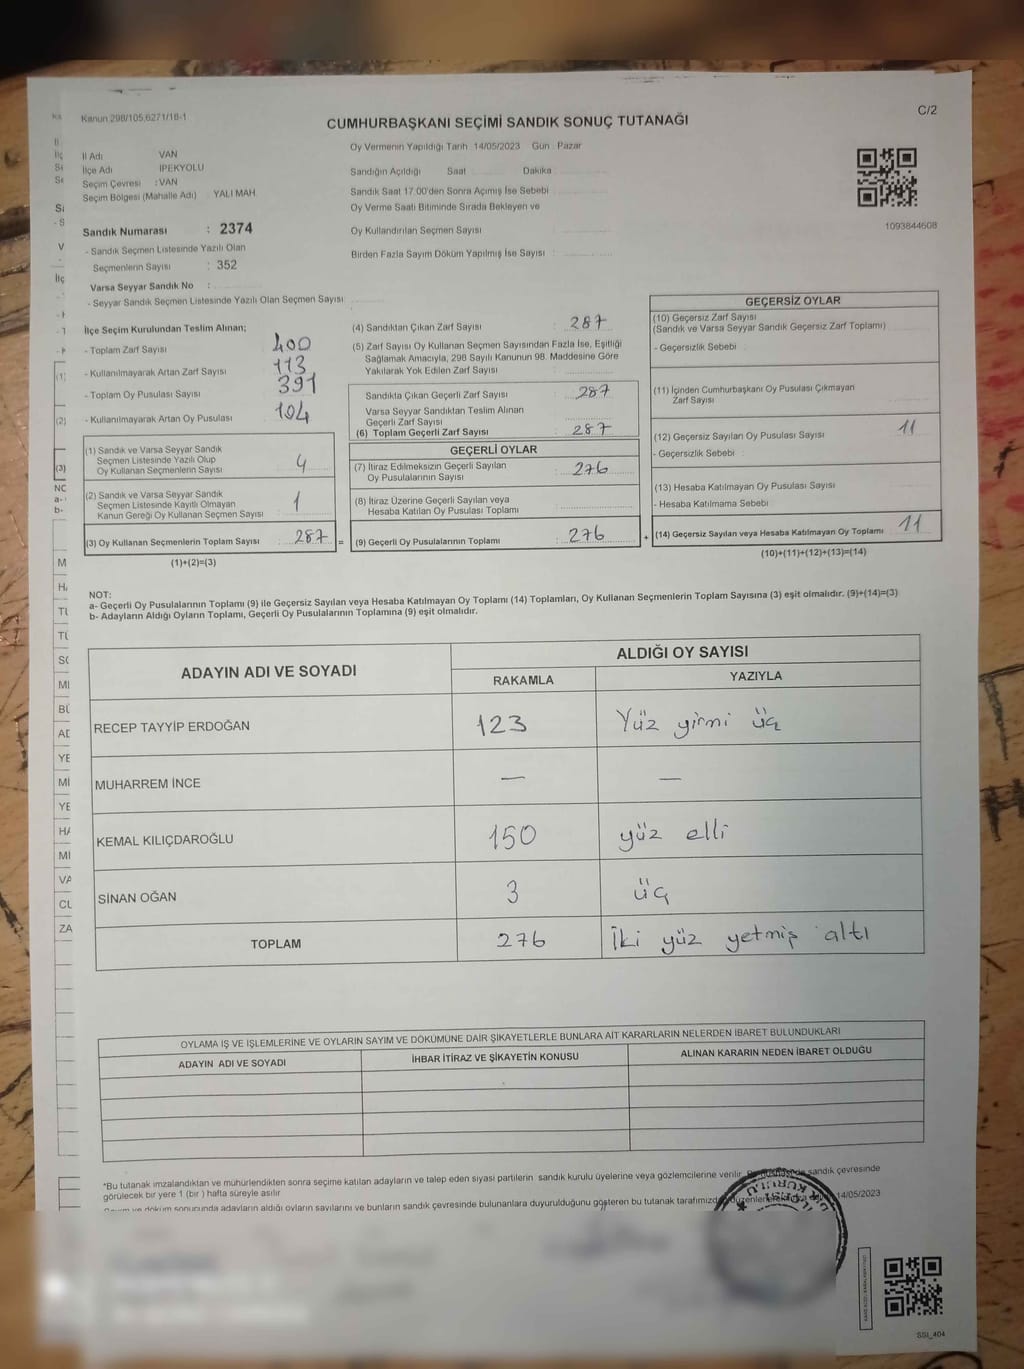 Kanun 298/105,6271/18-1
C/2
CUMHURBAŞKANI SEÇİMİ SANDIK SONUÇ TUTANAĞI
İl Adı VAN
İlçe Adı İPEKYOLU
Seçim Çevresi : VAN
Seçim Bölgesi (Mahalle Adı) YALI MAH.
Sandık Numarası : 2374
- Sandık Seçmen Listesinde Yazılı Olan
Seçmenlerin Sayısı : 352
Varsa Seyyar Sandık No :
- Seyyar Sandık Seçmen Listesinde Yazılı Olan Seçmen Sayısı
Oy Vermenin Yapıldığı Tarih 14/05/2023 Gün : Pazar
Sandığın Açıldığı Saat Dakika
Sandık Saat 17.00'den Sonra Açımış İse Sebebi
Oy Verme Saati Bitiminde Sırada Bekleyen ve
Oy Kullandırılan Seçmen Sayısı
Birden Fazla Sayım Döküm Yapılmış İse Sayısı
1093844608
İlçe Seçim Kurulundan Teslim Alınan;
- Toplam Zarf Sayısı 400
- Kullanılmayarak Artan Zarf Sayısı 113
- Toplam Oy Pusulası Sayısı 391
- Kullanılmayarak Artan Oy Pusulası 104
(1) Sandık ve Varsa Seyyar Sandık
Seçmen Listesinde Yazılı Olup
Oy Kullanan Seçmenlerin Sayısı 4
(2) Sandık ve Varsa Seyyar Sandık
Seçmen Listesinde Kayıtlı Olmayan
Kanun Gereği Oy Kullanan Seçmen Sayısı 1
(3) Oy Kullanan Seçmenlerin Toplam Sayısı : 287 =
(1)+(2)=(3)
(4) Sandıktan Çıkan Zarf Sayısı : 287
(5) Zarf Sayısı Oy Kullanan Seçmen Sayısından Fazla İse, Eşitliği
Sağlamak Amacıyla, 298 Sayılı Kanunun 98. Maddesine Göre
Yakılarak Yok Edilen Zarf Sayısı
Sandıkta Çıkan Geçerli Zarf Sayısı : 287
Varsa Seyyar Sandıktan Teslim Alınan
Geçerli Zarf Sayısı
(6) Toplam Geçerli Zarf Sayısı : 287
GEÇERLİ OYLAR
(7) İtiraz Edilmeksizin Geçerli Sayılan
Oy Pusulasının Sayısı 276
(8) İtiraz Üzerine Geçerli Sayılan veya
Hesaba Katılan Oy Pusulası Toplamı
(9) Geçerli Oy Pusulalarının Toplamı : 276 +
GEÇERSİZ OYLAR
(10) Geçersiz Zarf Sayısı
(Sandık ve Varsa Seyyar Sandık Geçersiz Zarf Toplamı)
- Geçersizlik Sebebi
(11) İçinden Cumhurbaşkanı Oy Pusulası Çıkmayan
Zarf Sayısı
(12) Geçersiz Sayılan Oy Pusulası Sayısı 11
- Geçersizlik Sebebi
(13) Hesaba Katılmayan Oy Pusulası Sayısı
- Hesaba Katılmama Sebebi
(14) Geçersiz Sayılan veya Hesaba Katılmayan Oy Toplamı 11
(10)+(11)+(12)+(13)=(14)
NOT:
a- Geçerli Oy Pusulalarının Toplamı (9) ile Geçersiz Sayılan veya Hesaba Katılmayan Oy Toplamı (14) Toplamları, Oy Kullanan Seçmenlerin Toplam Sayısına (3) eşit olmalıdır. (9)+(14)=(3)
b- Adayların Aldığı Oyların Toplamı, Geçerli Oy Pusulalarının Toplamına (9) eşit olmalıdır.
ADAYIN ADI VE SOYADI ALDIĞI OY SAYISI
RAKAMLA YAZIYLA
RECEP TAYYİP ERDOĞAN 123 Yüz yirmi üç
MUHARREM İNCE — —
KEMAL KILIÇDAROĞLU 150 yüz elli
SİNAN OĞAN 3 üç
TOPLAM 276 İki yüz yetmiş altı
OYLAMA İŞ VE İŞLEMLERİNE VE OYLARIN SAYIM VE DÖKÜMÜNE DAİR ŞİKAYETLERLE BUNLARA AİT KARARLARIN NELERDEN İBARET BULUNDUKLARI
ADAYIN ADI VE SOYADI İHBAR İTİRAZ VE ŞİKAYETİN KONUSU ALINAN KARARIN NEDEN İBARET OLDUĞU
*Bu tutanak imzalandıktan ve mühürlendikten sonra seçime katılan adayların ve talep eden siyasi partilerin sandık kurulu üyelerine veya gözlemcilerine verilir. sandık çevresinde
görülecek bir yere 1 (bir) hafta süreyle asılır
döküm sonucunda adayların aldığı oyların sayılarını ve bunların sandık çevresinde bulunanlara duyurulduğunu gösteren bu tutanak tarafımızdan 14/05/2023
SSİ_404